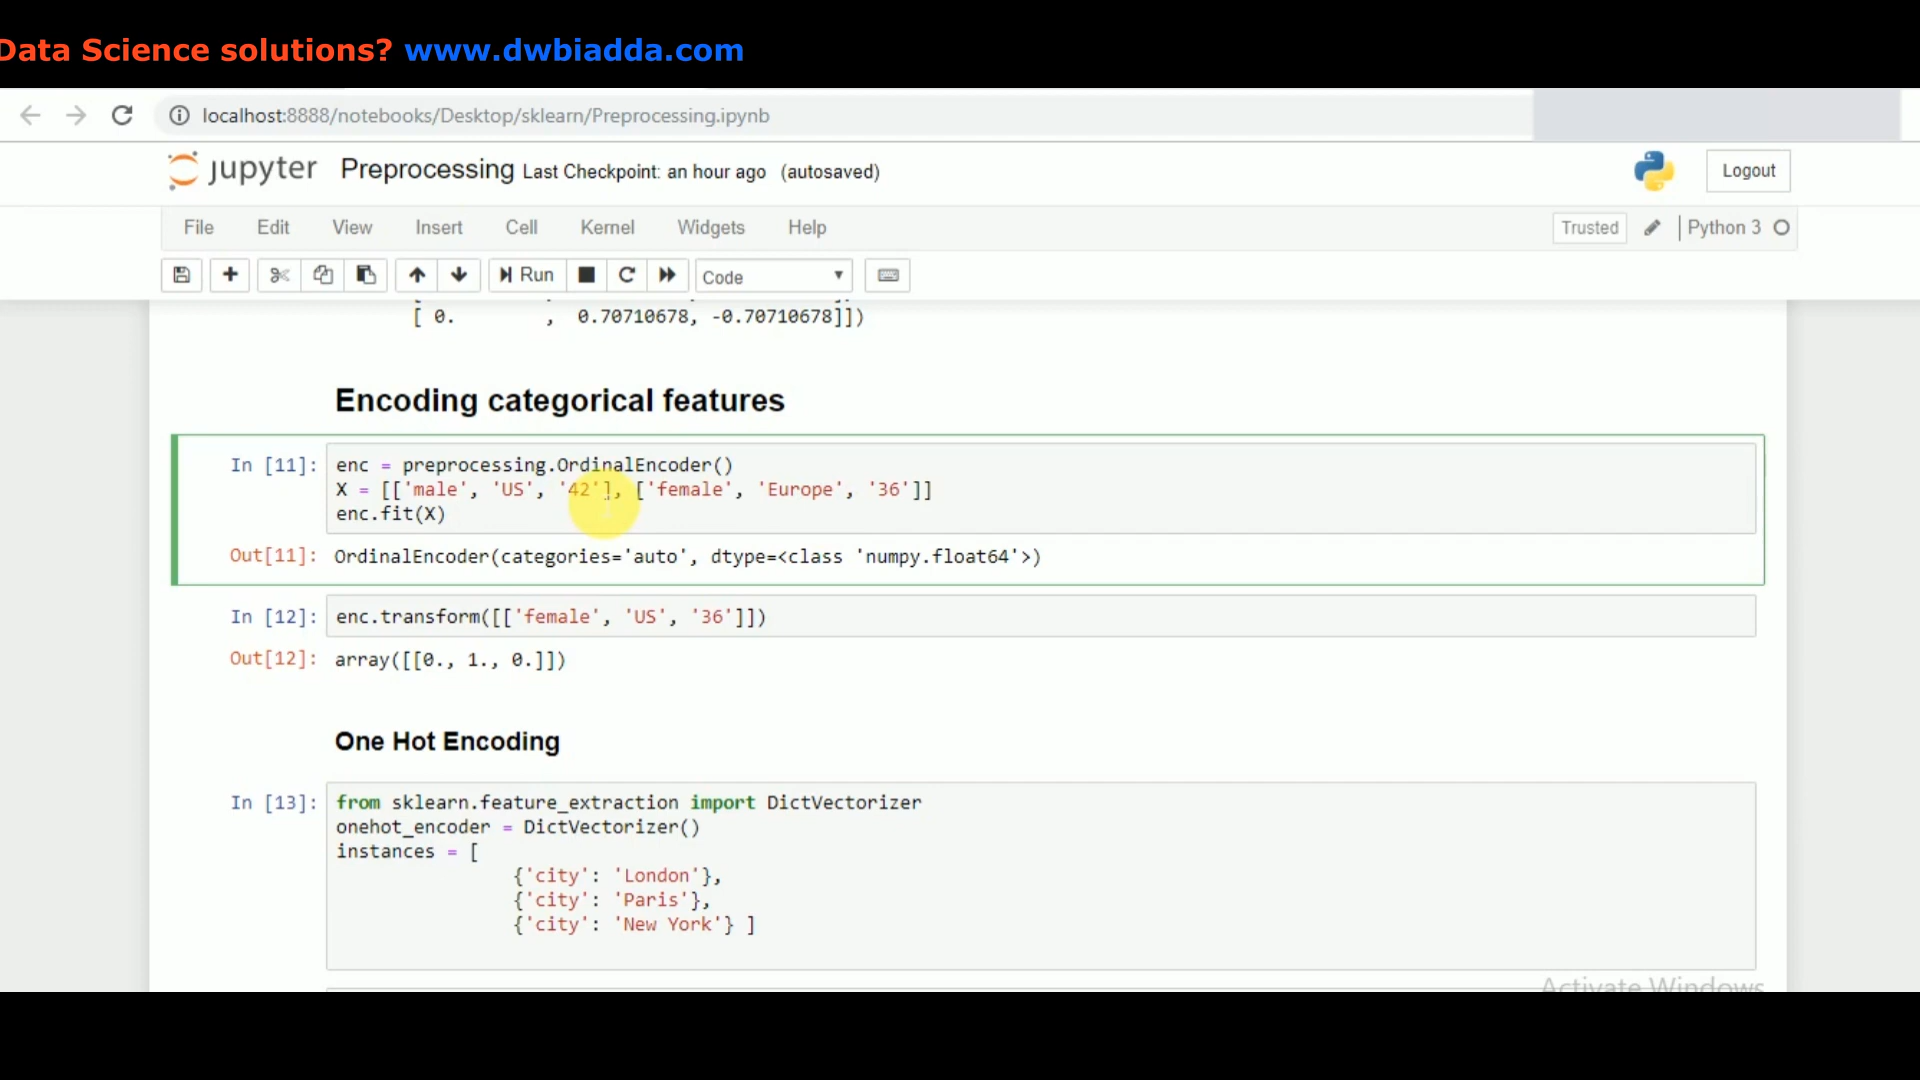 Data Science solutions? www.dwbiadda.com
localhost:8888/notebooks/Desktop/sklearn/Preprocessing.ipynb
jupyter Preprocessing Last Checkpoint: an hour ago (autosaved) Logout
File Edit View Insert Cell Kernel Widgets Help Trusted Python 3
Run Code
[ 0. , 0.70710678, -0.70710678]])
Encoding categorical features
In [11]: enc = preprocessing.OrdinalEncoder()
X = [['male', 'US', '42'], ['female', 'Europe', '36']]
enc.fit(X)
Out[11]: OrdinalEncoder(categories='auto', dtype=<class 'numpy.float64'>)
In [12]: enc.transform([['female', 'US', '36']])
Out[12]: array([[0., 1., 0.]])
One Hot Encoding
In [13]: from sklearn.feature_extraction import DictVectorizer
onehot_encoder = DictVectorizer()
instances = [
{'city': 'London'},
{'city': 'Paris'},
{'city': 'New York'} ]
Activate Windows